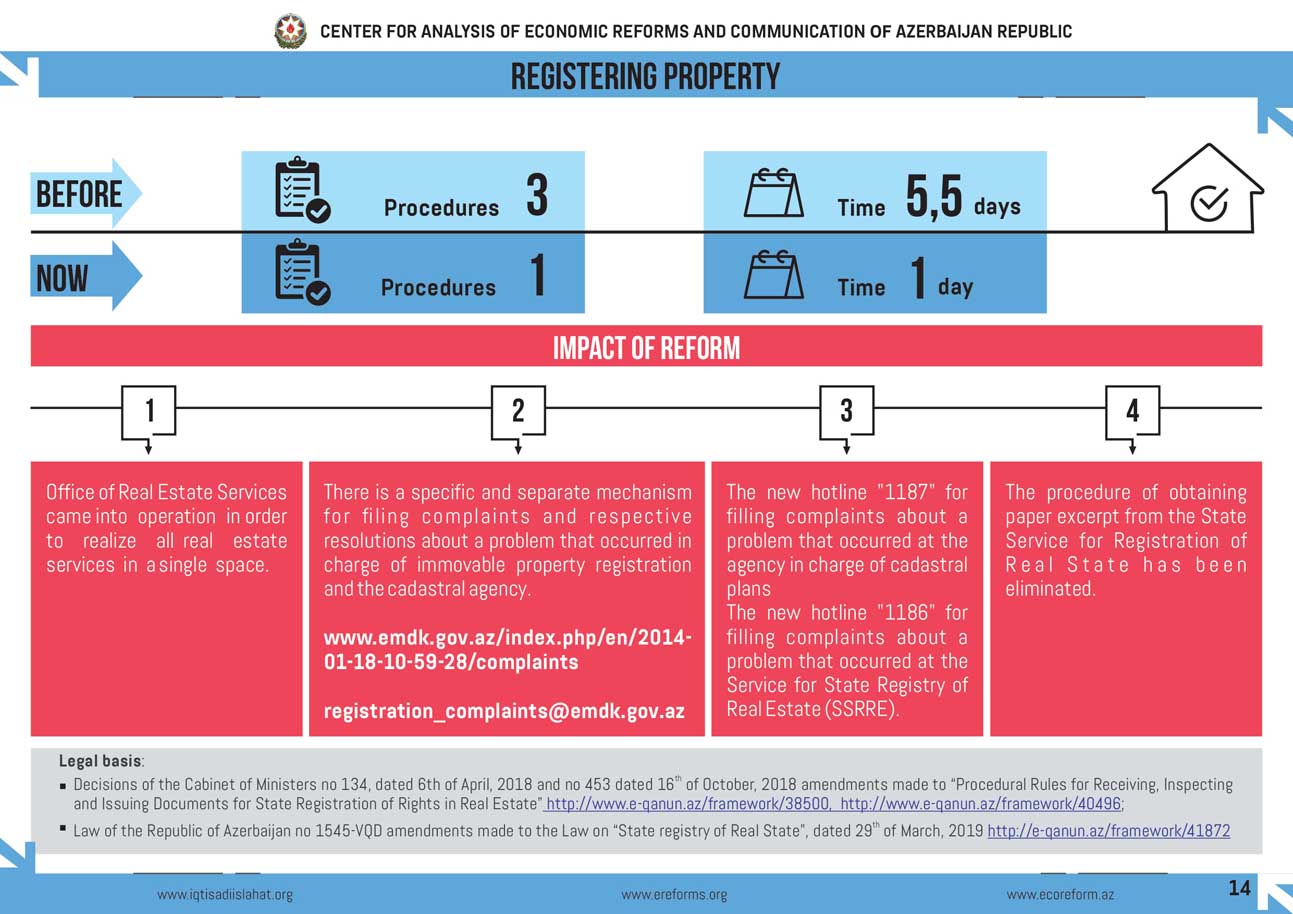 CENTER FOR ANALYSIS OF ECONOMIC REFORMS AND COMMUNICATION OF AZERBAIJAN REPUBLIC
REGISTERING PROPERTY
BEFORE
Procedures 3
Time 5,5 days
NOW
Procedures 1
Time 1 day
IMPACT OF REFORM
1
Office of Real Estate Services
came into operation in order
to realize all real estate
services in a single space.
2
There is a specific and separate mechanism
for filing complaints and respective
resolutions about a problem that occurred in
charge of immovable property registration
and the cadastral agency.
www.emdk.gov.az/index.php/en/2014-
01-18-10-59-28/complaints
registration_complaints@emdk.gov.az
3
The new hotline "1187" for
filling complaints about a
problem that occurred at the
agency in charge of cadastral
plans
The new hotline "1186" for
filling complaints about a
problem that occurred at the
Service for State Registry of
Real Estate (SSRRE).
4
The procedure of obtaining
paper excerpt from the State
Service for Registration of
Real State has been
eliminated.
Legal basis:
▪ Decisions of the Cabinet of Ministers no 134, dated 6th of April, 2018 and no 453 dated 16th of October, 2018 amendments made to “Procedural Rules for Receiving, Inspecting
and Issuing Documents for State Registration of Rights in Real Estate” http://www.e-qanun.az/framework/38500, http://www.e-qanun.az/framework/40496;
▪ Law of the Republic of Azerbaijan no 1545-VQD amendments made to the Law on “State registry of Real State”, dated 29th of March, 2019 http://e-qanun.az/framework/41872
www.iqtisadiislahat.org
www.ereforms.org
www.ecoreform.az
14